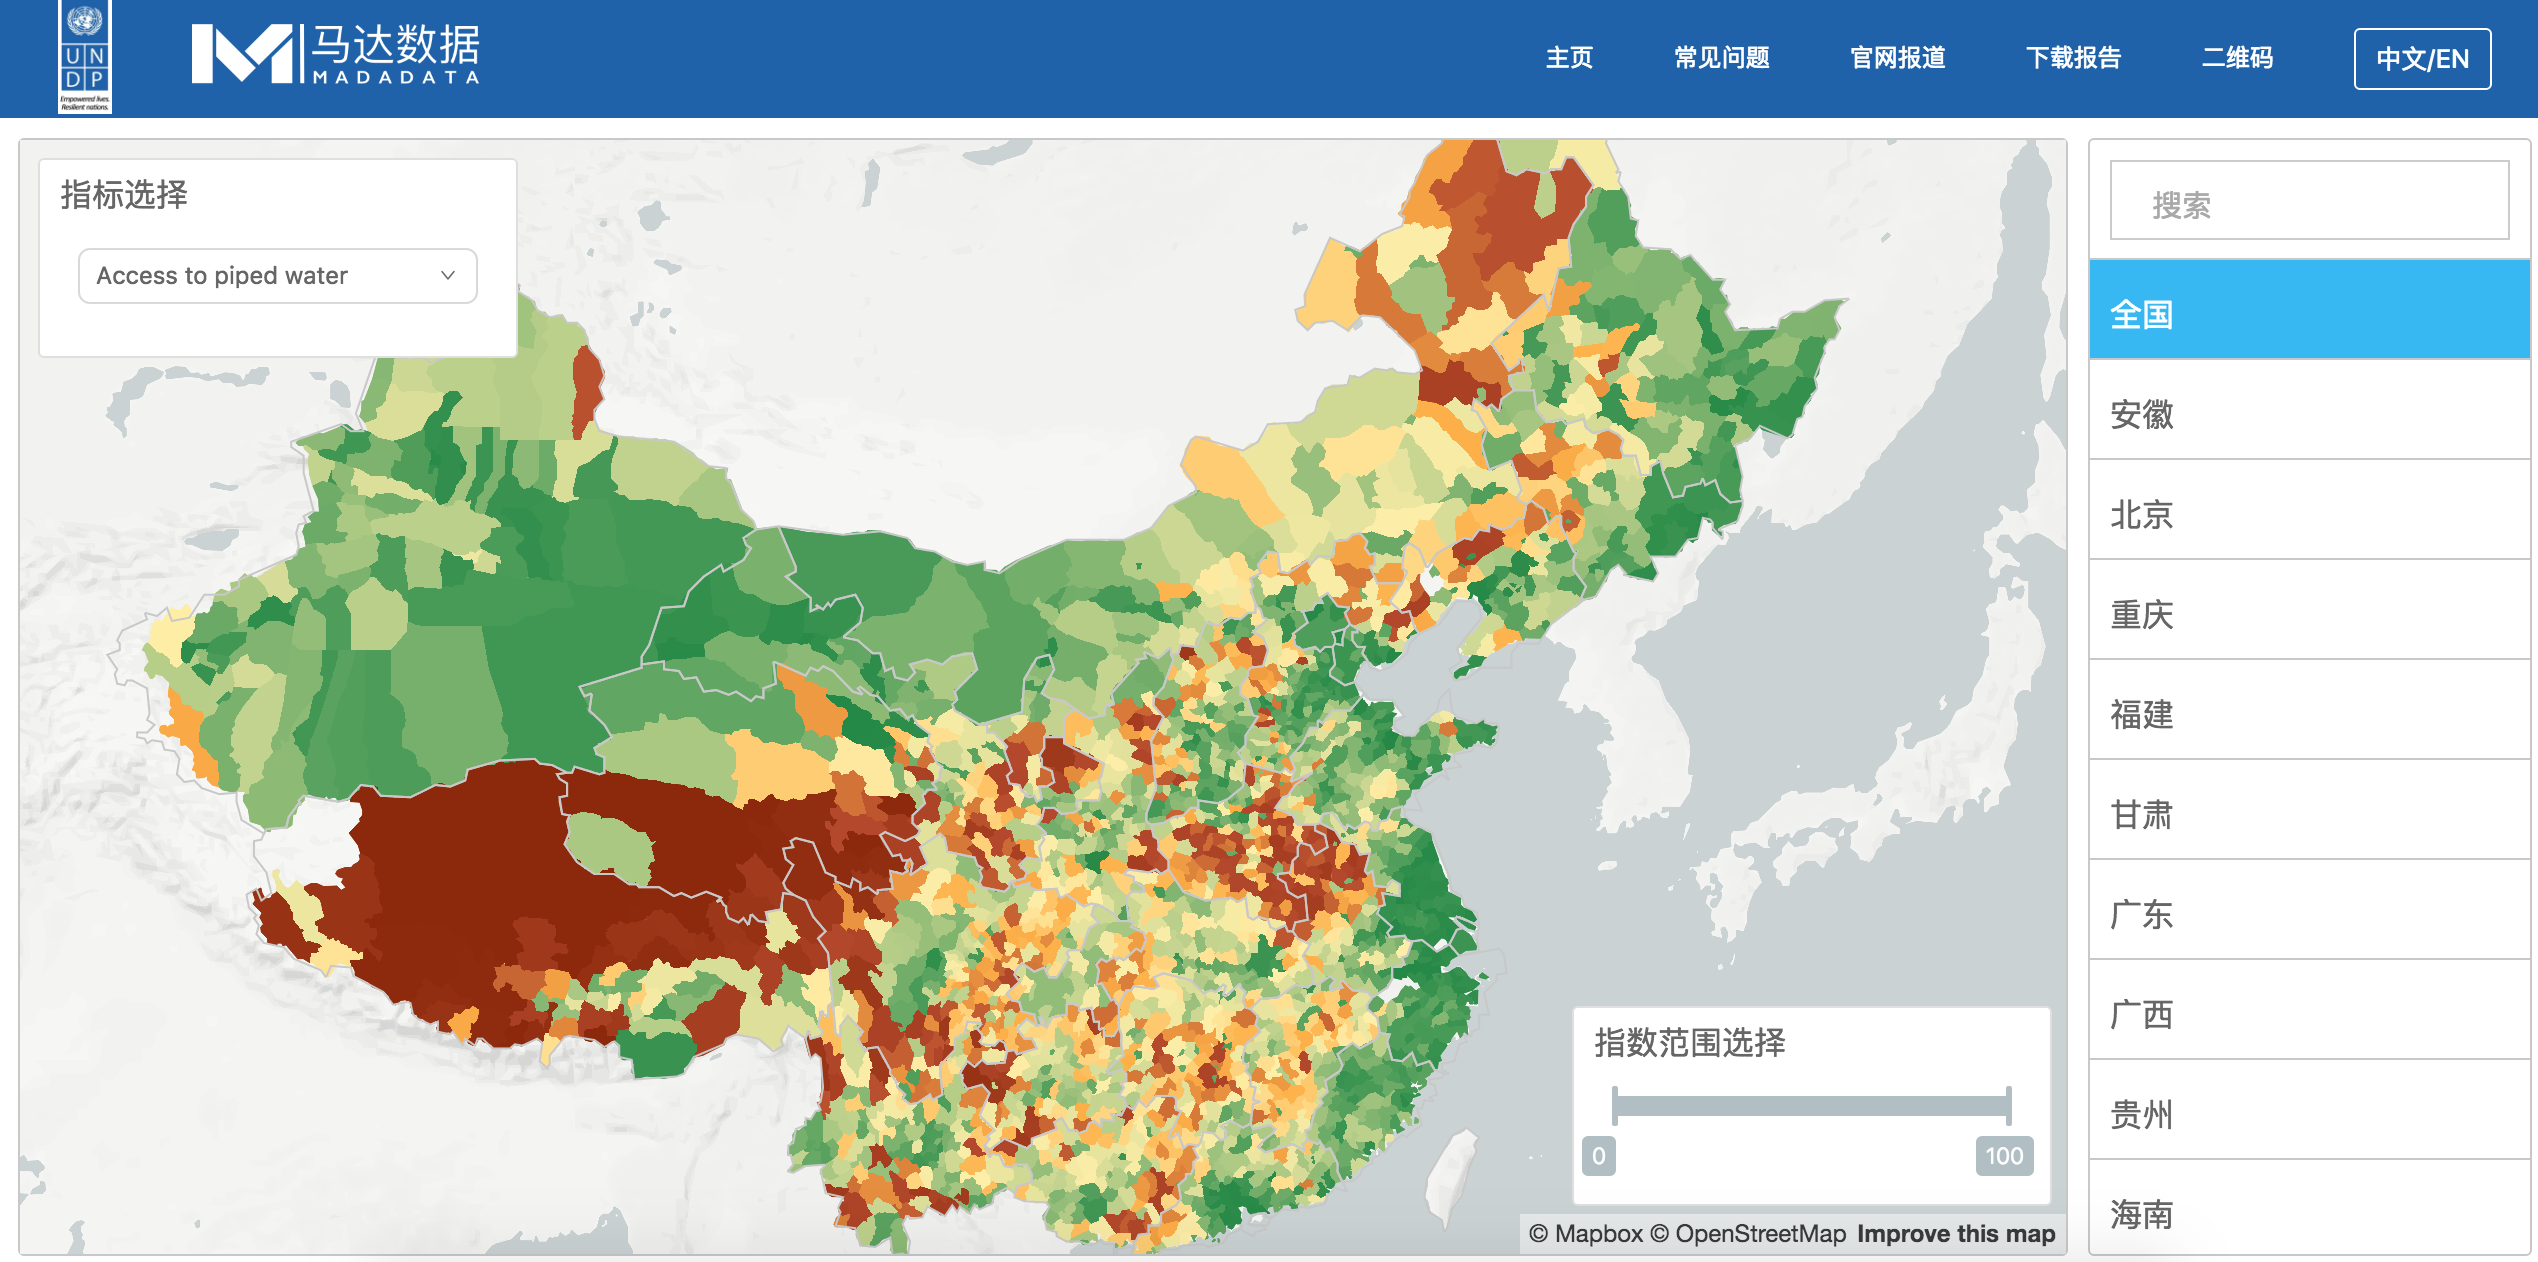 UN
DP
Empowered lives.
Resilient nations.
马达数据
MADADATA
主页
常见问题
官网报道
下载报告
二维码
中文/EN
指标选择
Access to piped water
搜索
全国
安徽
北京
重庆
福建
甘肃
广东
广西
贵州
海南
指数范围选择
0
100
© Mapbox © OpenStreetMap Improve this map